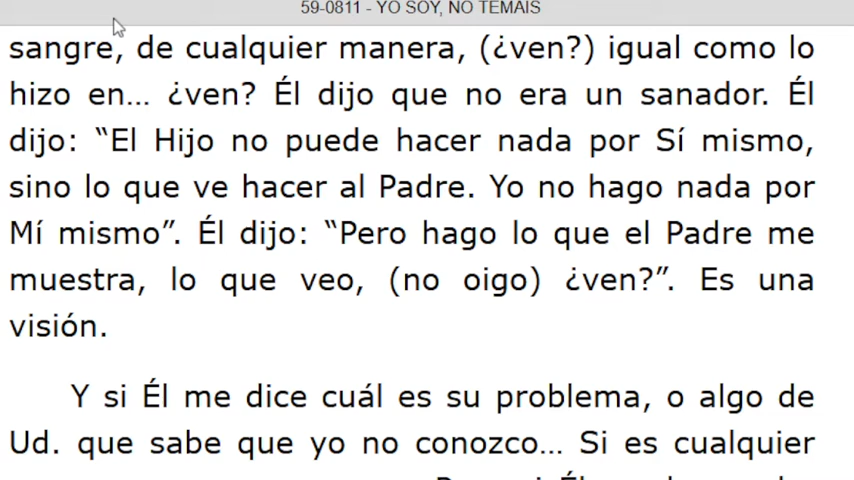 59-0811 - YO SOY, NO TEMAIS
sangre, de cualquier manera, (¿ven?) igual como lo
hizo en... ¿ven? Él dijo que no era un sanador. Él
dijo: “El Hijo no puede hacer nada por Sí mismo,
sino lo que ve hacer al Padre. Yo no hago nada por
Mí mismo”. Él dijo: “Pero hago lo que el Padre me
muestra, lo que veo, (no oigo) ¿ven?”. Es una
visión.
Y si Él me dice cuál es su problema, o algo de
Ud. que sabe que yo no conozco... Si es cualquier